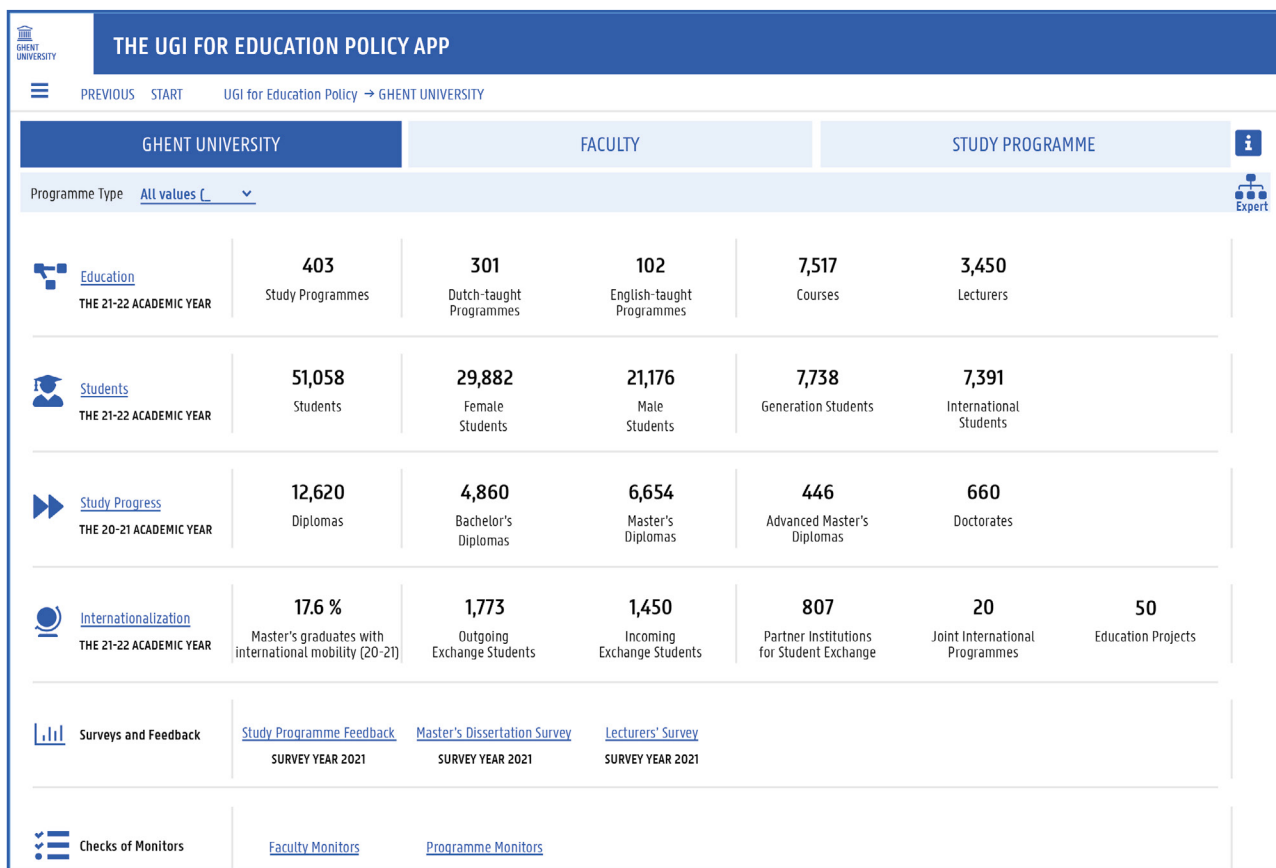 GHENT
UNIVERSITY
THE UGI FOR EDUCATION POLICY APP
PREVIOUS START UGI for Education Policy → GHENT UNIVERSITY
GHENT UNIVERSITY FACULTY STUDY PROGRAMME i
Programme Type All values (_
Expert
Education
THE 21-22 ACADEMIC YEAR
403
Study Programmes
301
Dutch-taught
Programmes
102
English-taught
Programmes
7,517
Courses
3,450
Lecturers
Students
THE 21-22 ACADEMIC YEAR
51,058
Students
29,882
Female
Students
21,176
Male
Students
7,738
Generation Students
7,391
International
Students
Study Progress
THE 20-21 ACADEMIC YEAR
12,620
Diplomas
4,860
Bachelor's
Diplomas
6,654
Master's
Diplomas
446
Advanced Master's
Diplomas
660
Doctorates
Internationalization
THE 21-22 ACADEMIC YEAR
17.6 %
Master's graduates with
international mobility (20-21)
1,773
Outgoing
Exchange Students
1,450
Incoming
Exchange Students
807
Partner Institutions
for Student Exchange
20
Joint International
Programmes
50
Education Projects
Surveys and Feedback
Study Programme Feedback
SURVEY YEAR 2021
Master's Dissertation Survey
SURVEY YEAR 2021
Lecturers' Survey
SURVEY YEAR 2021
Checks of Monitors
Faculty Monitors
Programme Monitors